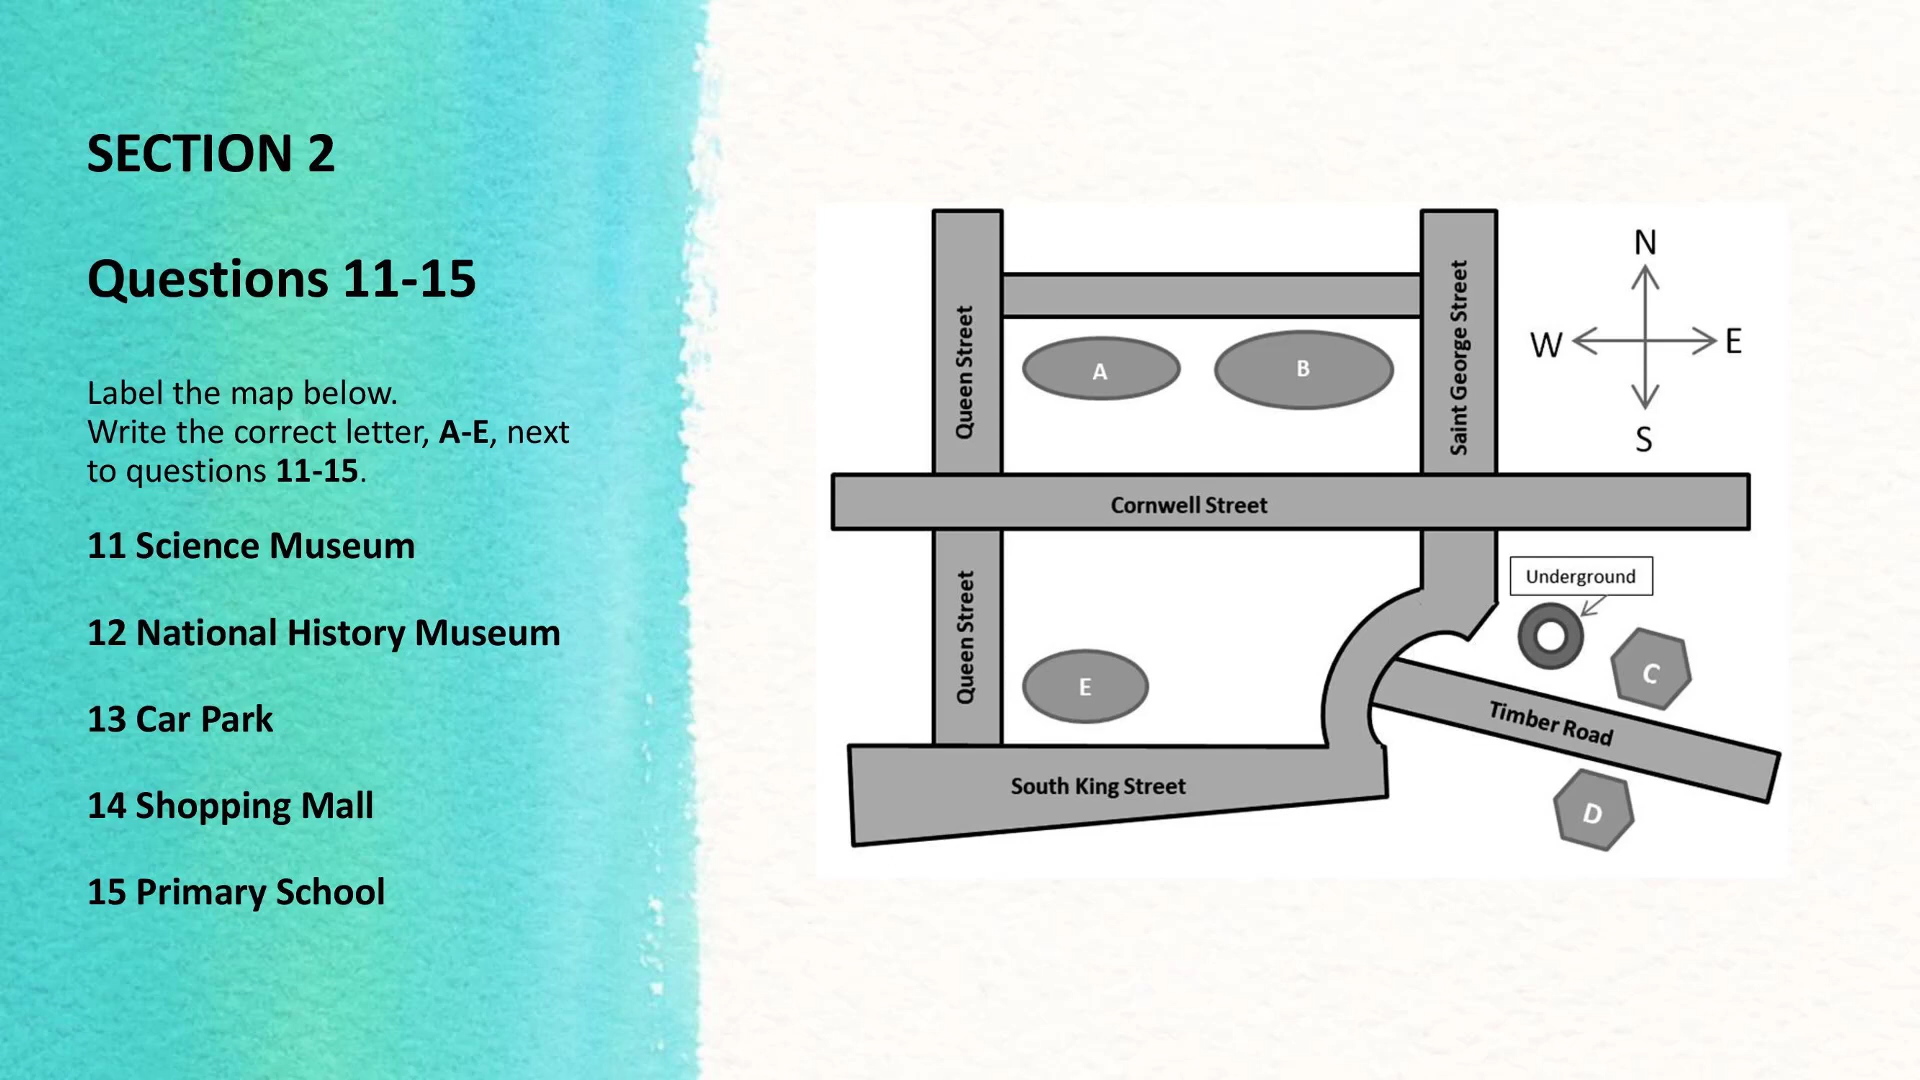 SECTION 2
Questions 11-15
Label the map below.
Write the correct letter, A-E, next
to questions 11-15.
11 Science Museum
12 National History Museum
13 Car Park
14 Shopping Mall
15 Primary School
N
W
E
S
Queen Street
Saint George Street
A
B
Cornwell Street
Queen Street
Underground
C
E
Timber Road
South King Street
D